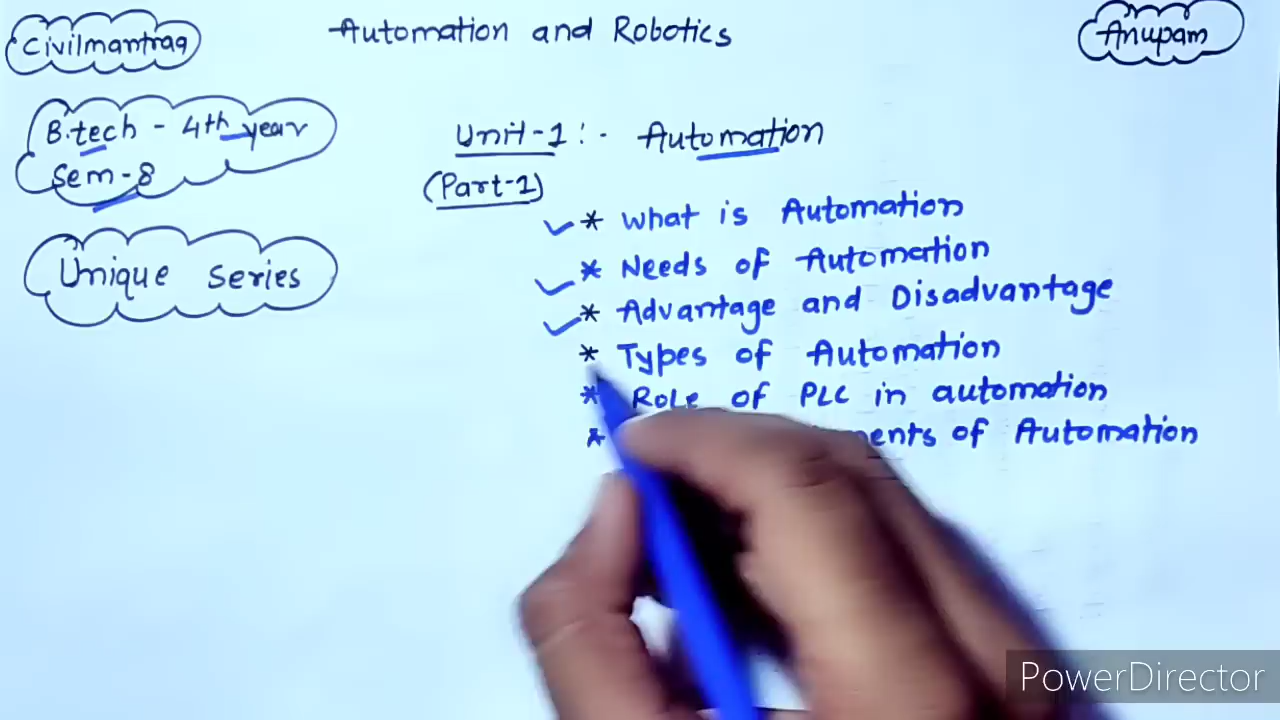 Civilmantraa
Automation and Robotics
Anupam
B.tech - 4th year
Sem-8
Unique Series
Unit-1 :- Automation
(Part-1)
* What is Automation
* Needs of Automation
* Advantage and Disadvantage
* Types of Automation
* Role of PLC in automation
* of Automation
PowerDirector